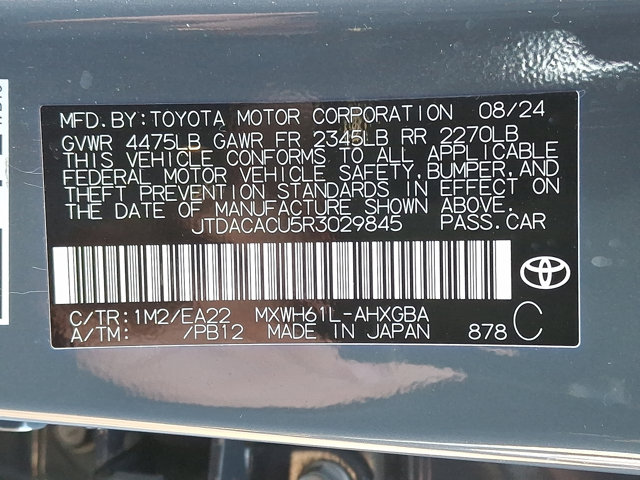 MFD.BY:TOYOTA MOTOR CORPORATION 08/24
GVWR 4475LB GAWR FR 2345LB RR 2270LB
THIS VEHICLE CONFORMS TO ALL APPLICABLE
FEDERAL MOTOR VEHICLE SAFETY,BUMPER,AND
THEFT PREVENTION STANDARDS IN EFFECT ON
THE DATE OF MANUFACTURE SHOWN ABOVE.
JTDACACU5R3029845 PASS.CAR
C/TR:1M2/EA22 MXWH61L-AHXGBA
A/TM: /PB12 MADE IN JAPAN 878 C